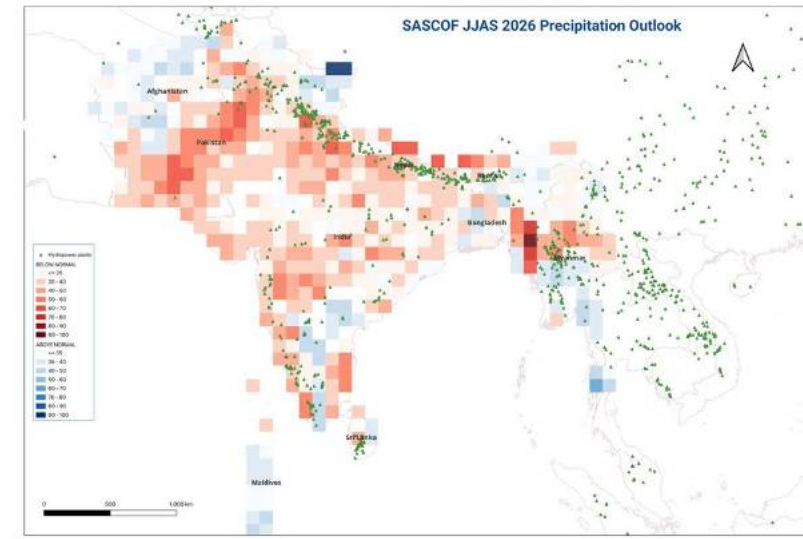 SASCOF JJAS 2026 Precipitation Outlook
Afghanistan
Pakistan
Nepal
Bangladesh
India
Myanmar
Hydropower plants
BELOW NORMAL
<= 35
35 - 40
40 - 50
50 - 60
60 - 70
70 - 80
80 - 90
90 - 100
ABOVE NORMAL
<= 35
35 - 40
40 - 50
50 - 60
60 - 70
70 - 80
80 - 90
90 - 100
Sri Lanka
Maldives
0 500 1,000 km